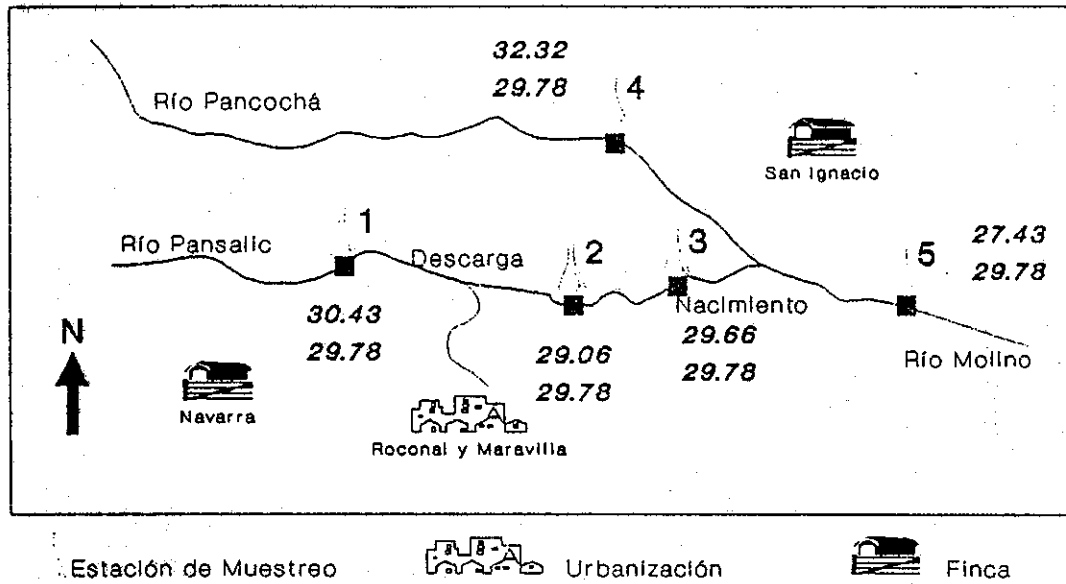 32.32
29.78
4
Río Pancochá
San Ignacio
1
Río Pansalic
Descarga
2
3
5
27.43
29.78
Nacimiento
30.43
29.78
29.06
29.78
29.66
29.78
Río Molino
N
Navarra
Roconal y Maravilla
Estación de Muestreo
Urbanización
Finca